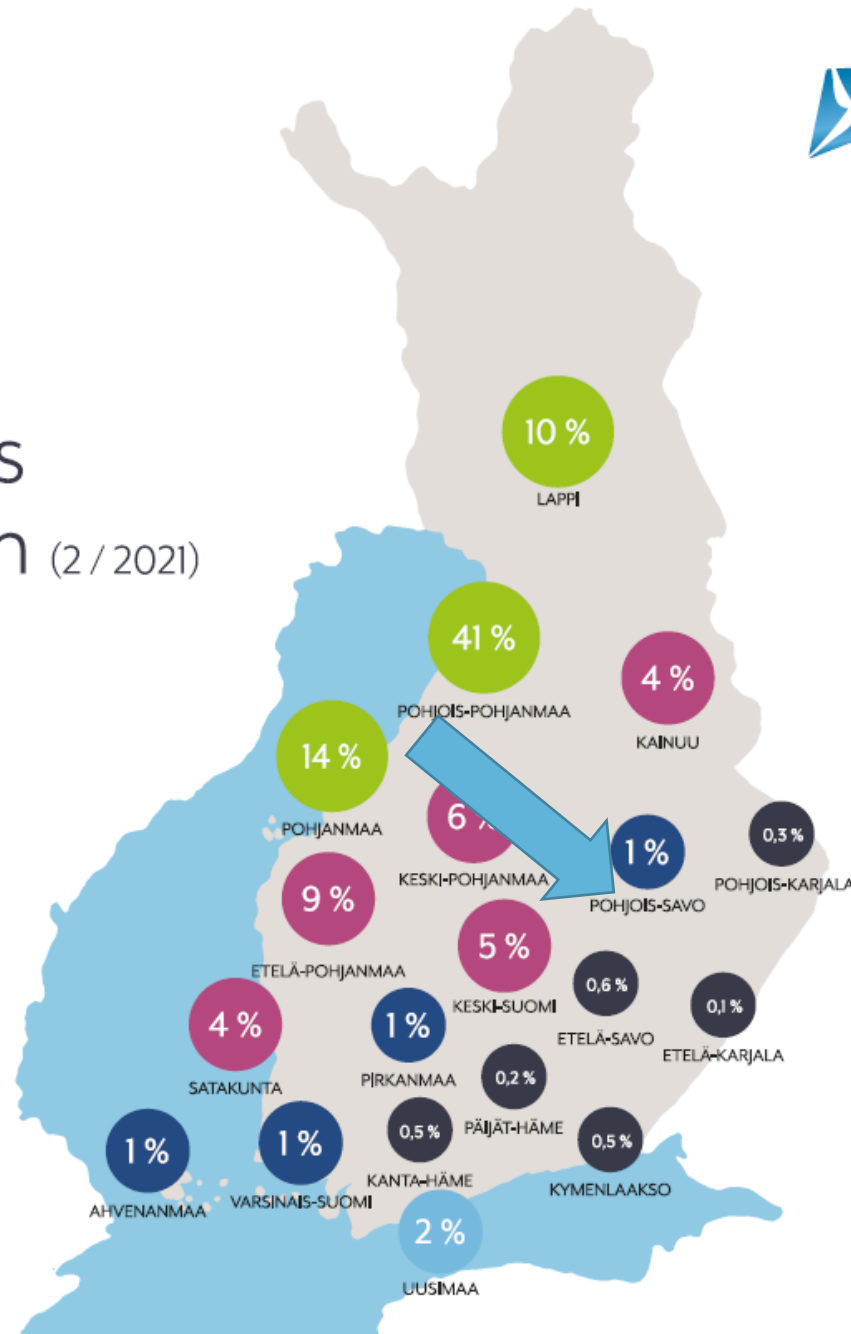 s
n (2 / 2021)
10 %
LAPPI
41 %
POHJOIS-POHJANMAA
4 %
KAINUU
14 %
POHJANMAA
6 %
KESKI-POHJANMAA
1 %
POHJOIS-SAVO
0,3 %
POHJOIS-KARJALA
9 %
ETELÄ-POHJANMAA
5 %
KESKI-SUOMI
0,6 %
ETELÄ-SAVO
0,1 %
ETELÄ-KARJALA
4 %
SATAKUNTA
1 %
PIRKANMAA
0,2 %
PÄIJÄT-HÄME
1 %
AHVENANMAA
1 %
VARSINAIS-SUOMI
0,5 %
KANTA-HÄME
0,5 %
KYMENLAAKSO
2 %
UUSIMAA